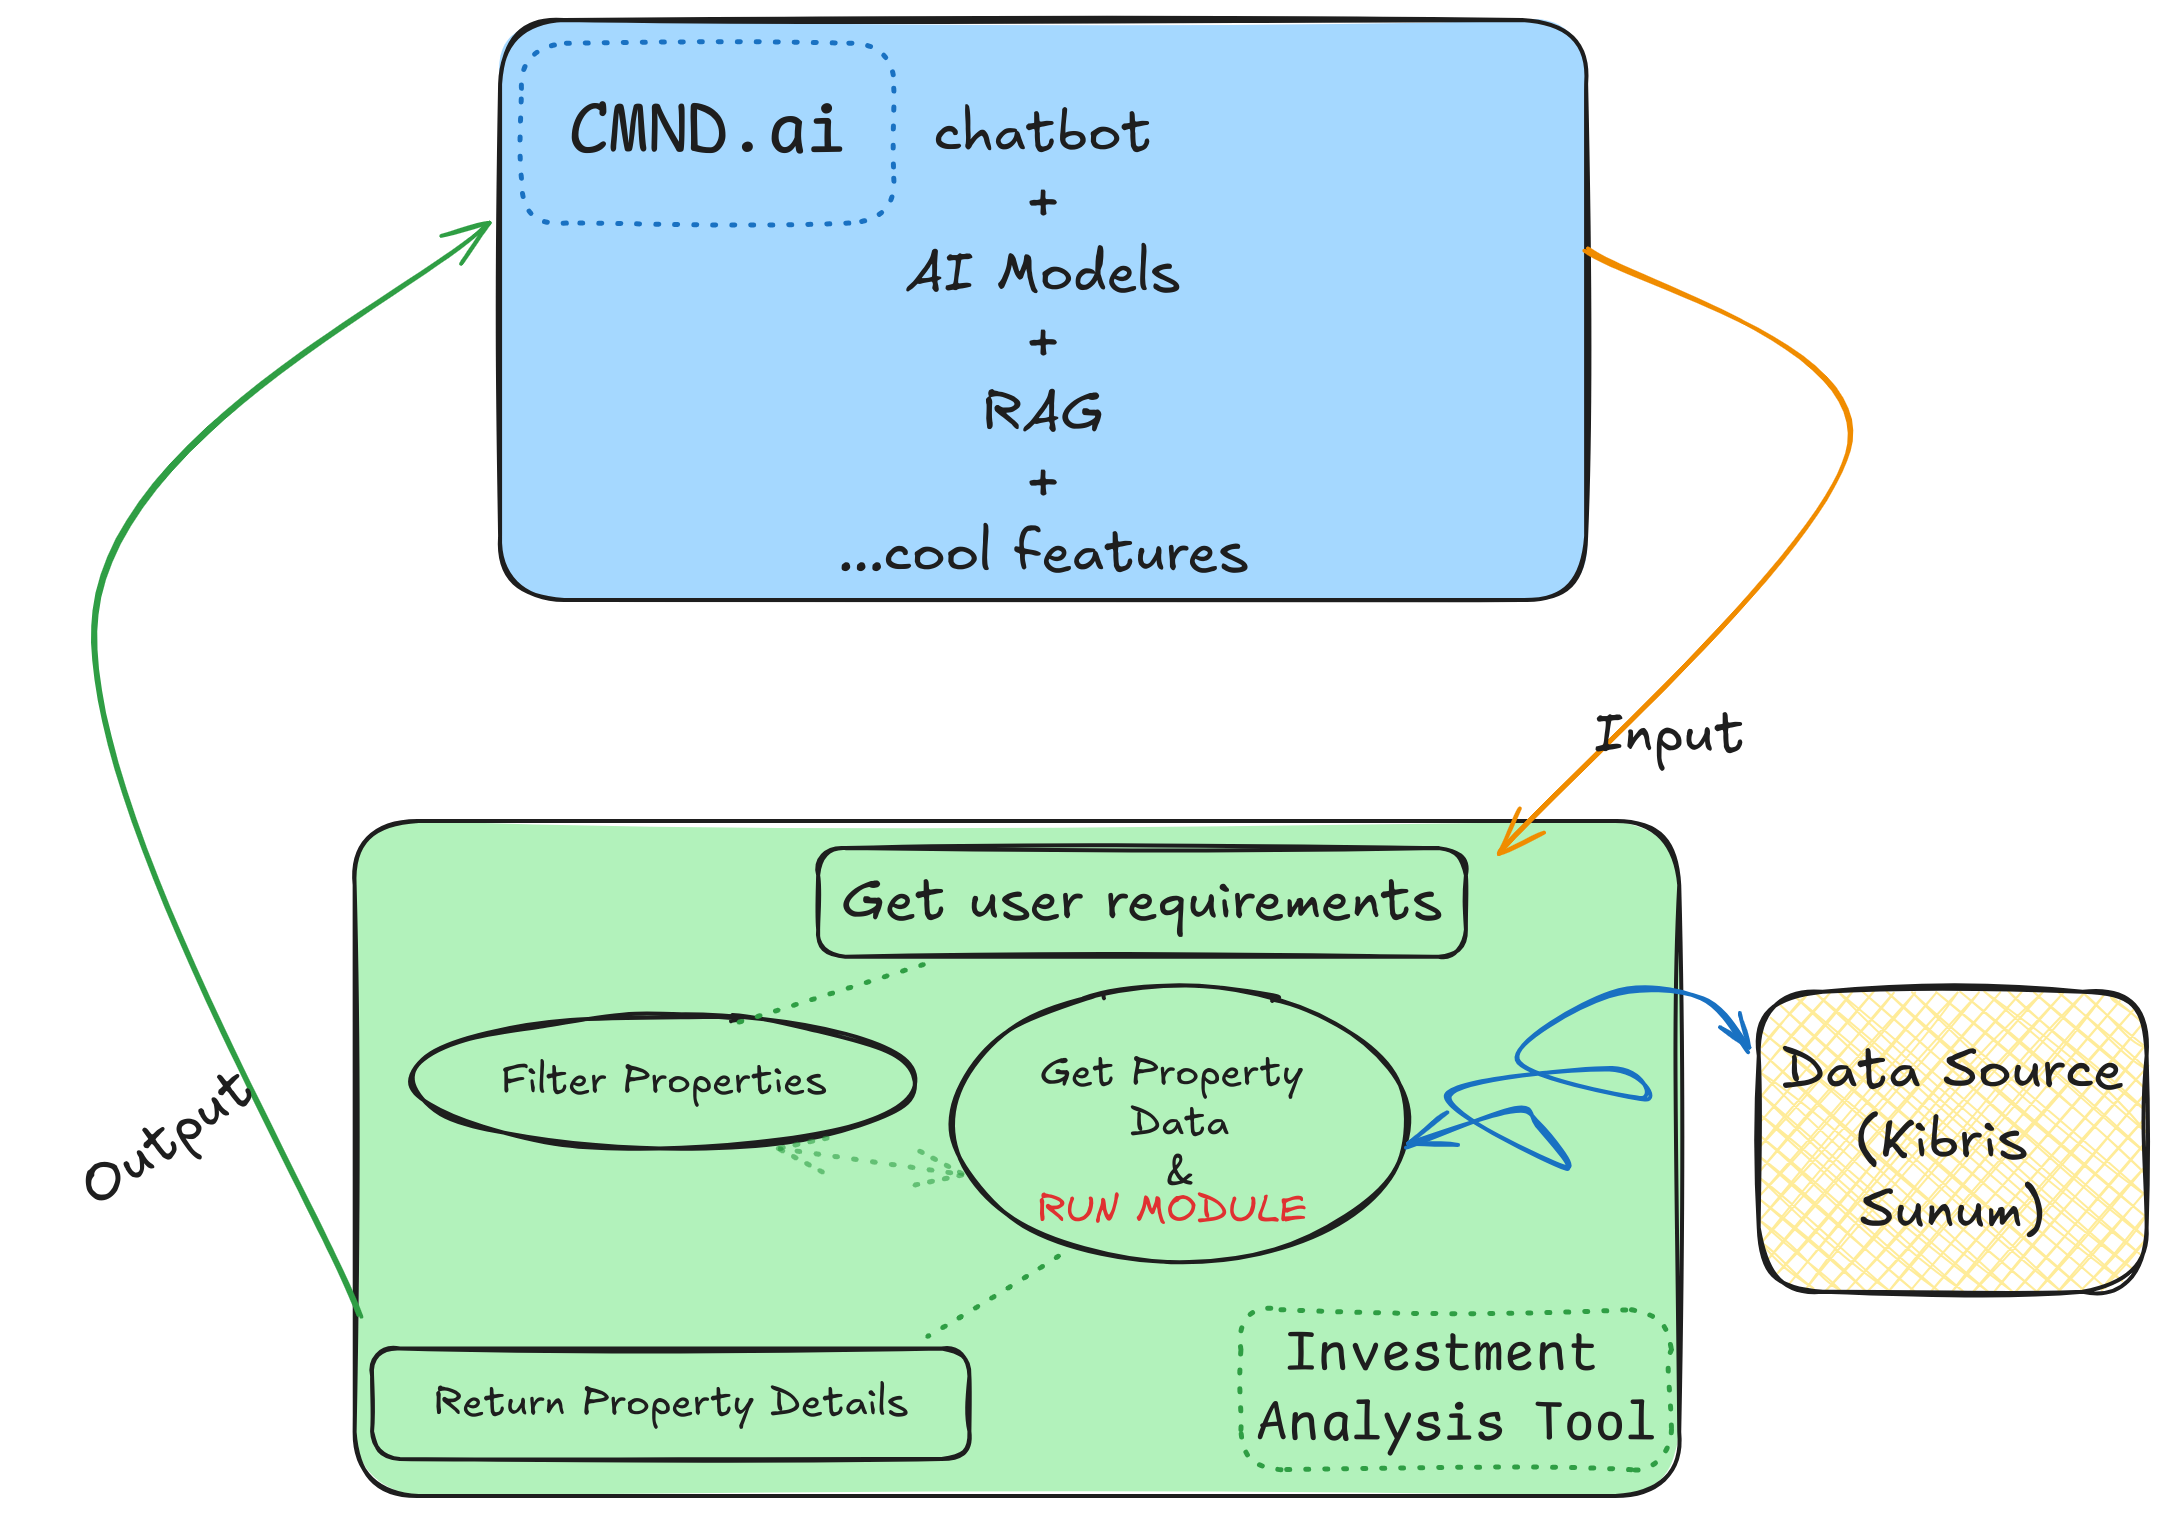 CMND.ai
chatbot
+
AI Models
+
RAG
+
...cool features
Input
Output
Get user requirements
Filter Properties
Get Property
Data
&
RUN MODULE
Data Source
(Kibris
Sunum)
Return Property Details
Investment
Analysis Tool